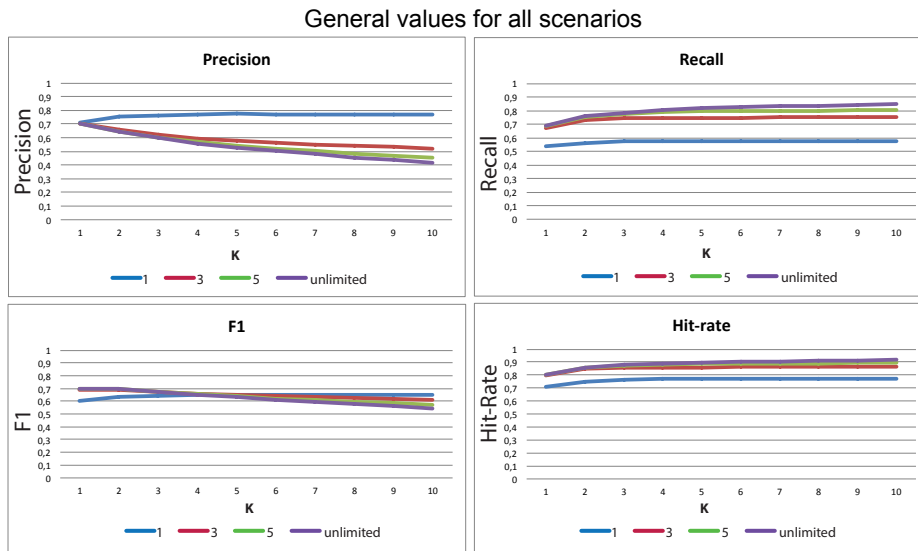 General values for all scenarios
Precision
1
0,9
0,8
0,7
0,6
0,5
0,4
0,3
0,2
0,1
0
Precision
1 2 3 4 5 6 7 8 9 10
K
1 3 5 unlimited
Recall
1
0,9
0,8
0,7
0,6
0,5
0,4
0,3
0,2
0,1
0
Recall
1 2 3 4 5 6 7 8 9 10
K
1 3 5 unlimited
F1
1
0,9
0,8
0,7
0,6
0,5
0,4
0,3
0,2
0,1
0
F1
1 2 3 4 5 6 7 8 9 10
K
1 3 5 unlimited
Hit-rate
1
0,9
0,8
0,7
0,6
0,5
0,4
0,3
0,2
0,1
0
Hit-Rate
1 2 3 4 5 6 7 8 9 10
K
1 3 5 unlimited